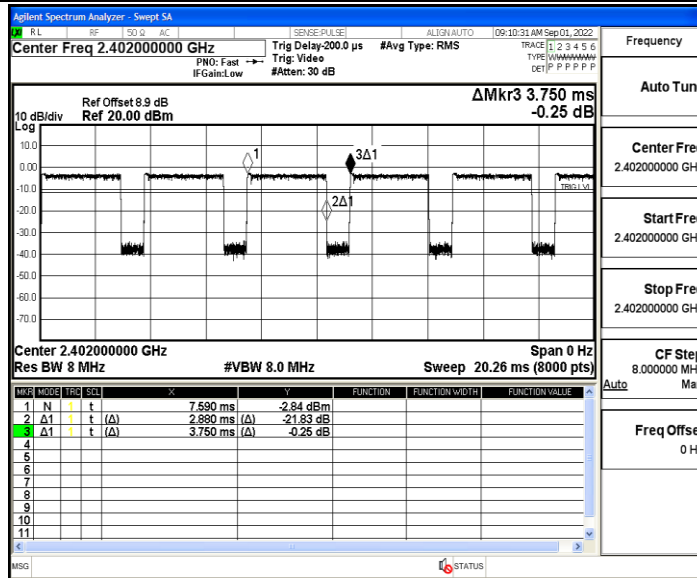 Agilent Spectrum Analyzer - Swept SA
RL RF 50 Ω AC SENSE:PULSE ALIGN AUTO 09:10:31 AM Sep 01, 2022
Center Freq 2.402000000 GHz
PNO: Fast
IFGain:Low
Trig Delay-200.0 µs
Trig: Video
#Atten: 30 dB
#Avg Type: RMS
TRACE 1 2 3 4 5 6
TYPE WWWWWW
DET P P P P P P
Ref Offset 8.9 dB
10 dB/div Ref 20.00 dBm
Log
ΔMkr3 3.750 ms
-0.25 dB
10.0
0.00
-10.0
-20.0
-30.0
-40.0
-50.0
-60.0
-70.0
1
3Δ1
2Δ1
TRIG LVL
Center 2.402000000 GHz Span 0 Hz
Res BW 8 MHz #VBW 8.0 MHz Sweep 20.26 ms (8000 pts)
MKR MODE TRC SCL X Y FUNCTION FUNCTION WIDTH FUNCTION VALUE
1 N 1 t 7.590 ms -2.84 dBm
2 Δ1 1 t (Δ) 2.880 ms (Δ) -21.83 dB
3 Δ1 1 t (Δ) 3.750 ms (Δ) -0.25 dB
4
5
6
7
8
9
10
11
MSG STATUS
Frequency
Auto Tun
Center Fre
2.402000000 GH
Start Fre
2.402000000 GH
Stop Fre
2.402000000 GH
CF Step
8.000000 MH
Auto Ma
Freq Offse
0 H